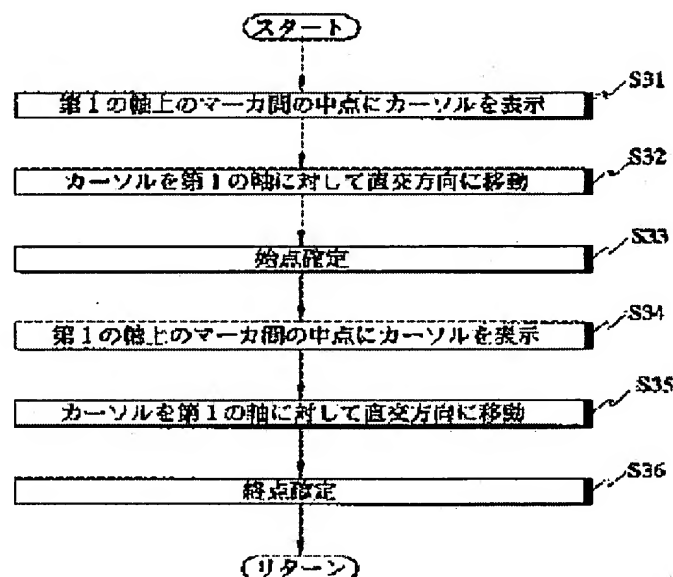 スタート
S31
第1の軸上のマーカ間の中点にカーソルを表示
S32
カーソルを第1の軸に対して直交方向に移動
S33
始点確定
S34
第1の軸上のマーカ間の中点にカーソルを表示
S35
カーソルを第1の軸に対して直交方向に移動
S36
終点確定
リターン